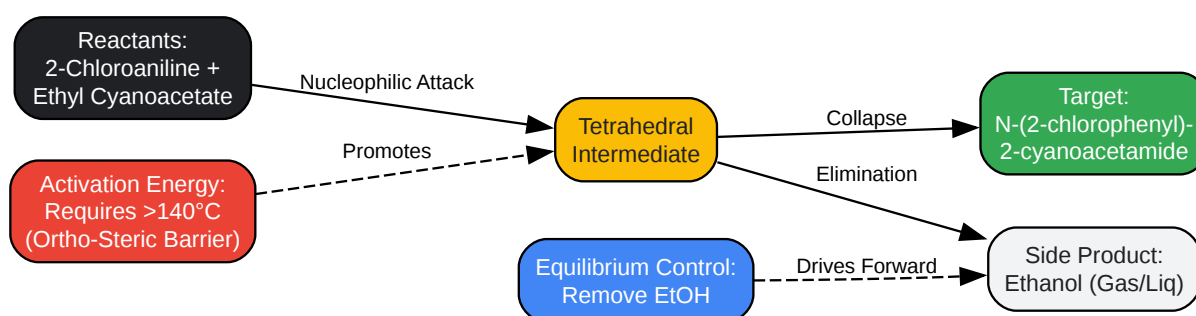 Reactants:
2-Chloroaniline +
Ethyl Cyanoacetate
Nucleophilic Attack
Activation Energy:
Requires >140°C
(Ortho-Steric Barrier)
Promotes
Tetrahedral
Intermediate
Collapse
Elimination
Target:
N-(2-chlorophenyl)-
2-cyanoacetamide
Equilibrium Control:
Remove EtOH
Drives Forward
Side Product:
Ethanol (Gas/Liq)